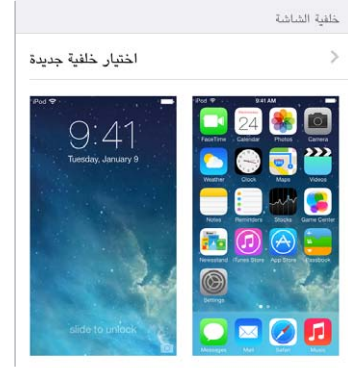 خلفية الشاشة
اختيار خلفية جديدة
iPod
9:41
Tuesday, January 9
slide to unlock
iPod 9:41 AM
24
FaceTime Calendar Photos Camera
Weather Clock Maps Videos
Notes Reminders Stocks Game Center
Newsstand iTunes Store App Store Facebook
Settings
Messages Mail Safari Music